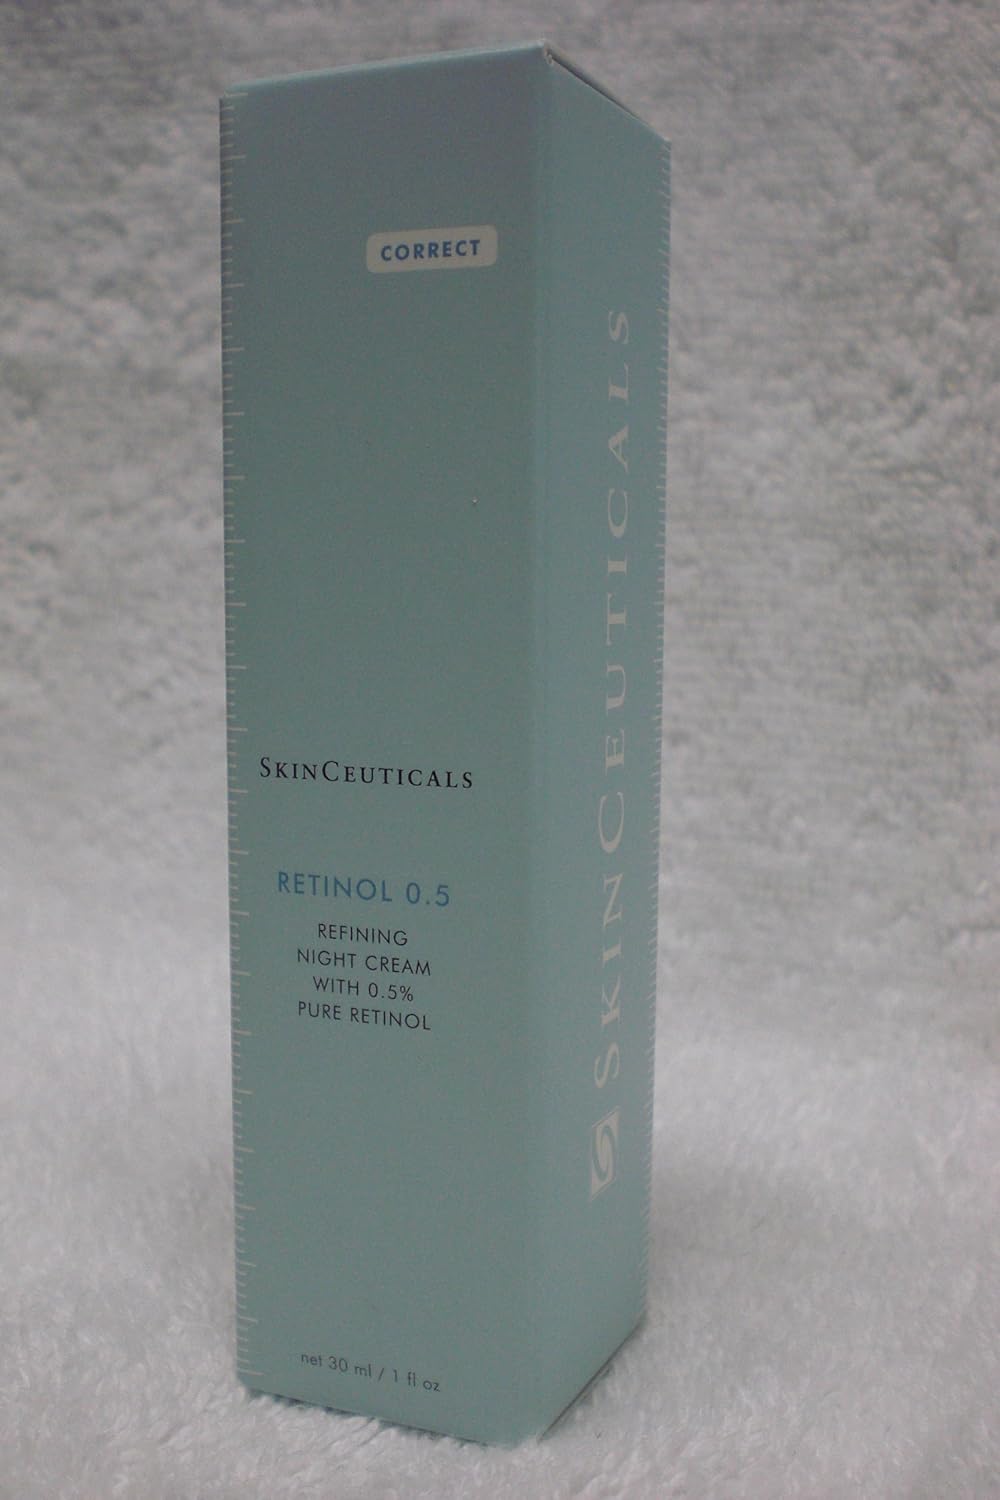 CORRECT
SKINCEUTICALS
RETINOL 0.5
REFINING
NIGHT CREAM
WITH 0.5%
PURE RETINOL
net 30 ml / 1 fl oz
SKINCEUTICALS